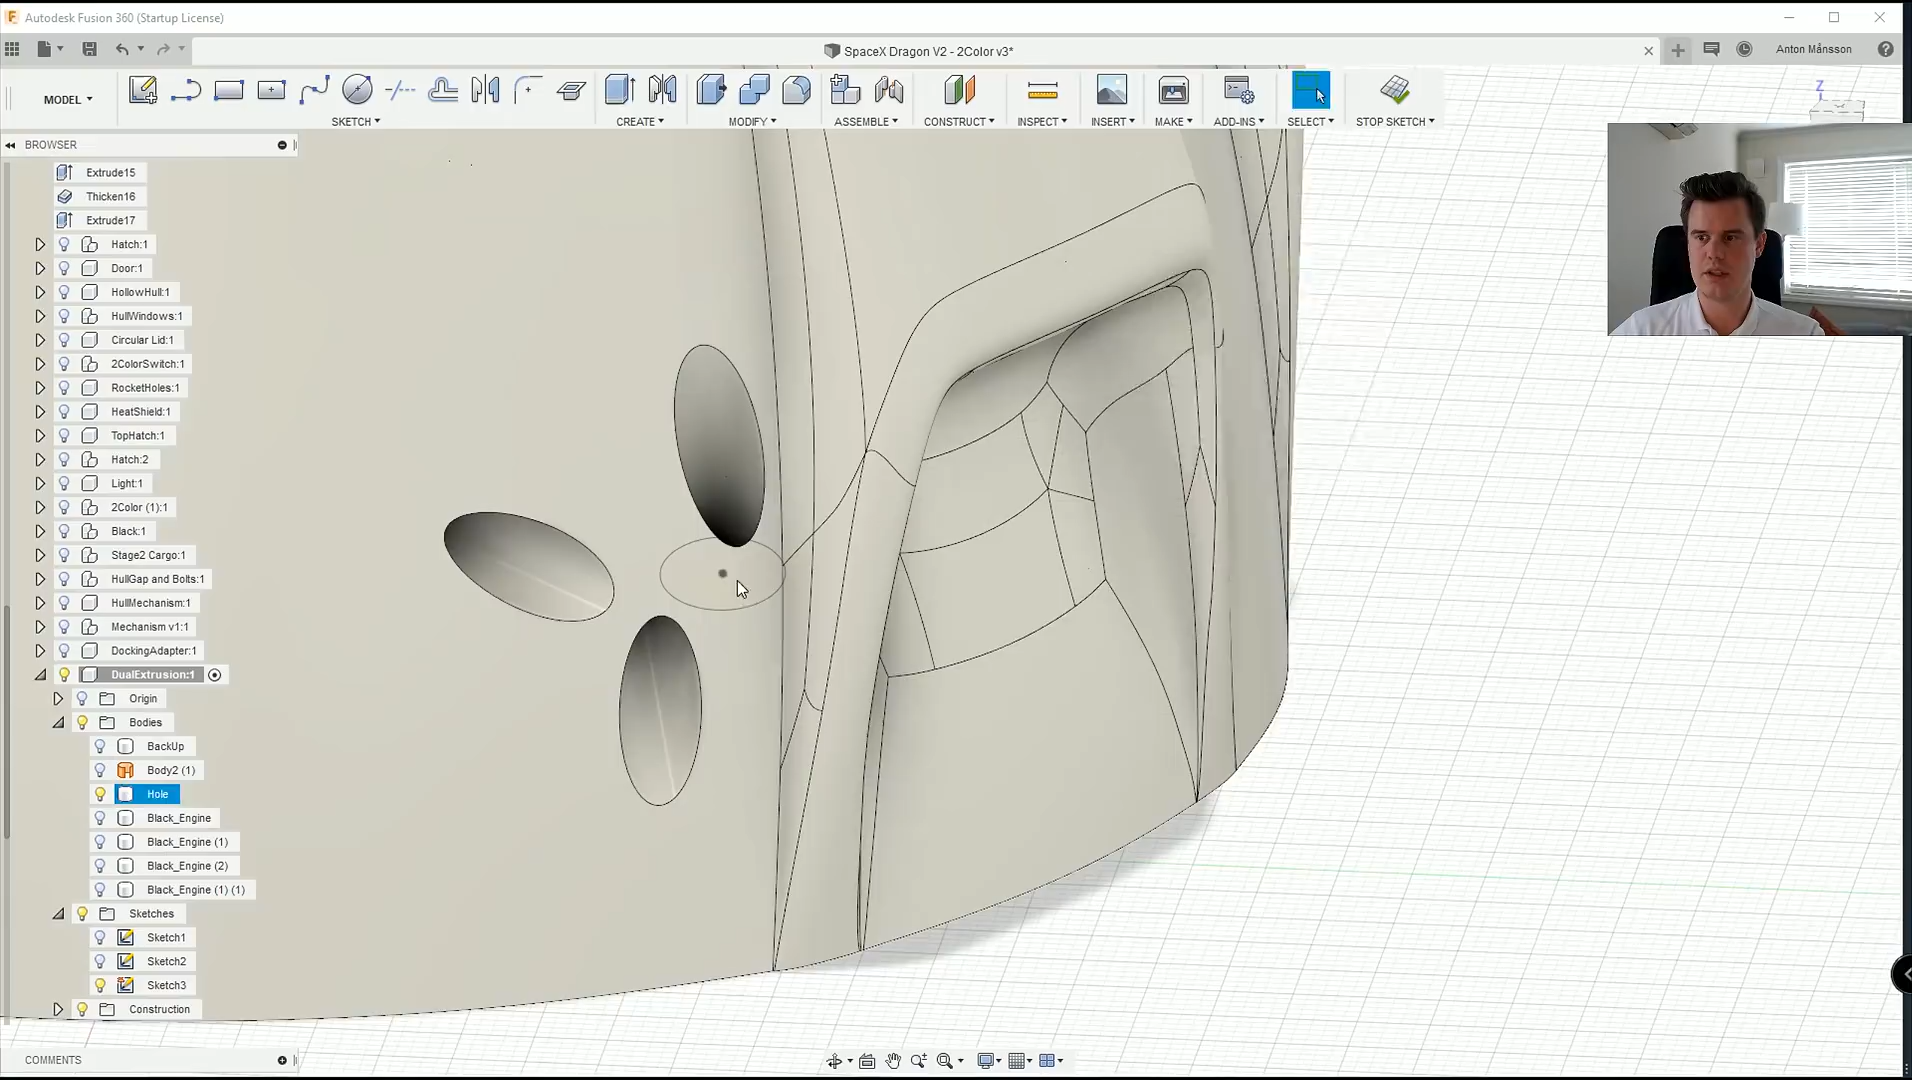 Autodesk Fusion 360 (Startup License)
SpaceX Dragon V2 - 2Color v3*
Anton Månsson
MODEL
SKETCH
CREATE
MODIFY
ASSEMBLE
CONSTRUCT
INSPECT
INSERT
MAKE
ADD-INS
SELECT
STOP SKETCH
Z
BROWSER
Extrude15
Thicken16
Extrude17
Hatch:1
Door:1
HollowHull:1
HullWindows:1
Circular Lid:1
2ColorSwitch:1
RocketHoles:1
HeatShield:1
TopHatch:1
Hatch:2
Light:1
2Color (1):1
Black:1
Stage2 Cargo:1
HullGap and Bolts:1
HullMechanism:1
Mechanism v1:1
DockingAdapter:1
DualExtrusion:1
Origin
Bodies
BackUp
Body2 (1)
Hole
Black_Engine
Black_Engine (1)
Black_Engine (2)
Black_Engine (1) (1)
Sketches
Sketch1
Sketch2
Sketch3
Construction
COMMENTS